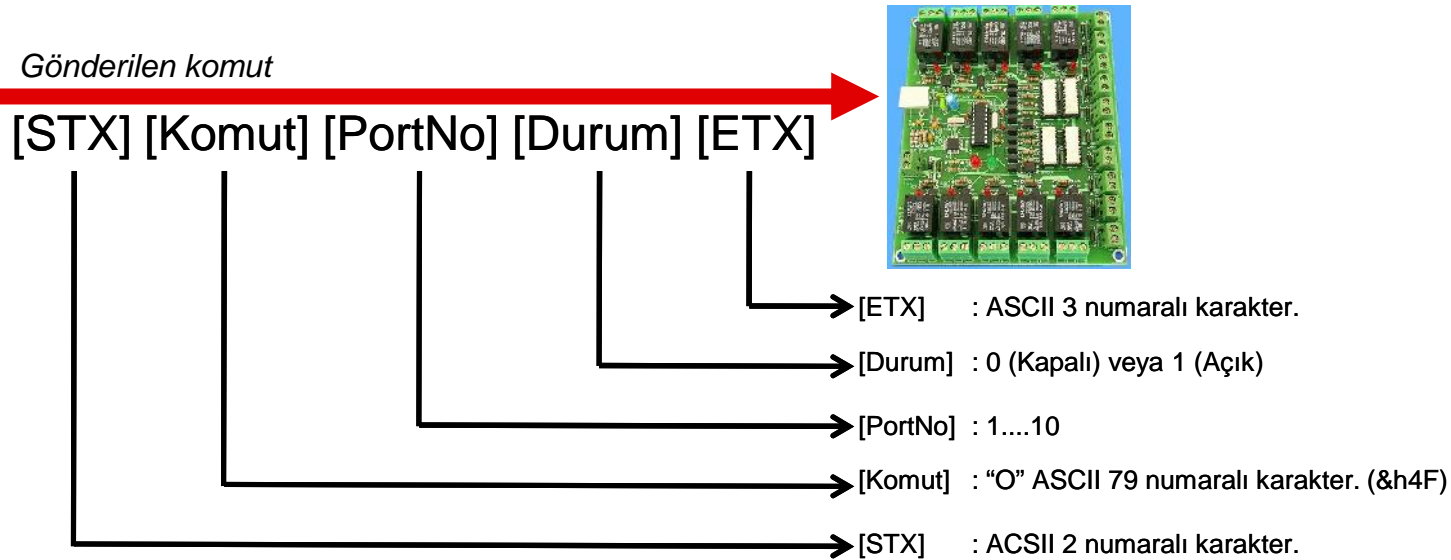 Gönderilen komut
[STX] [Komut] [PortNo] [Durum] [ETX]
[ETX] : ASCII 3 numaralı karakter.
[Durum] : 0 (Kapalı) veya 1 (Açık)
[PortNo] : 1....10
[Komut] : “O” ASCII 79 numaralı karakter. (&h4F)
[STX] : ACSII 2 numaralı karakter.